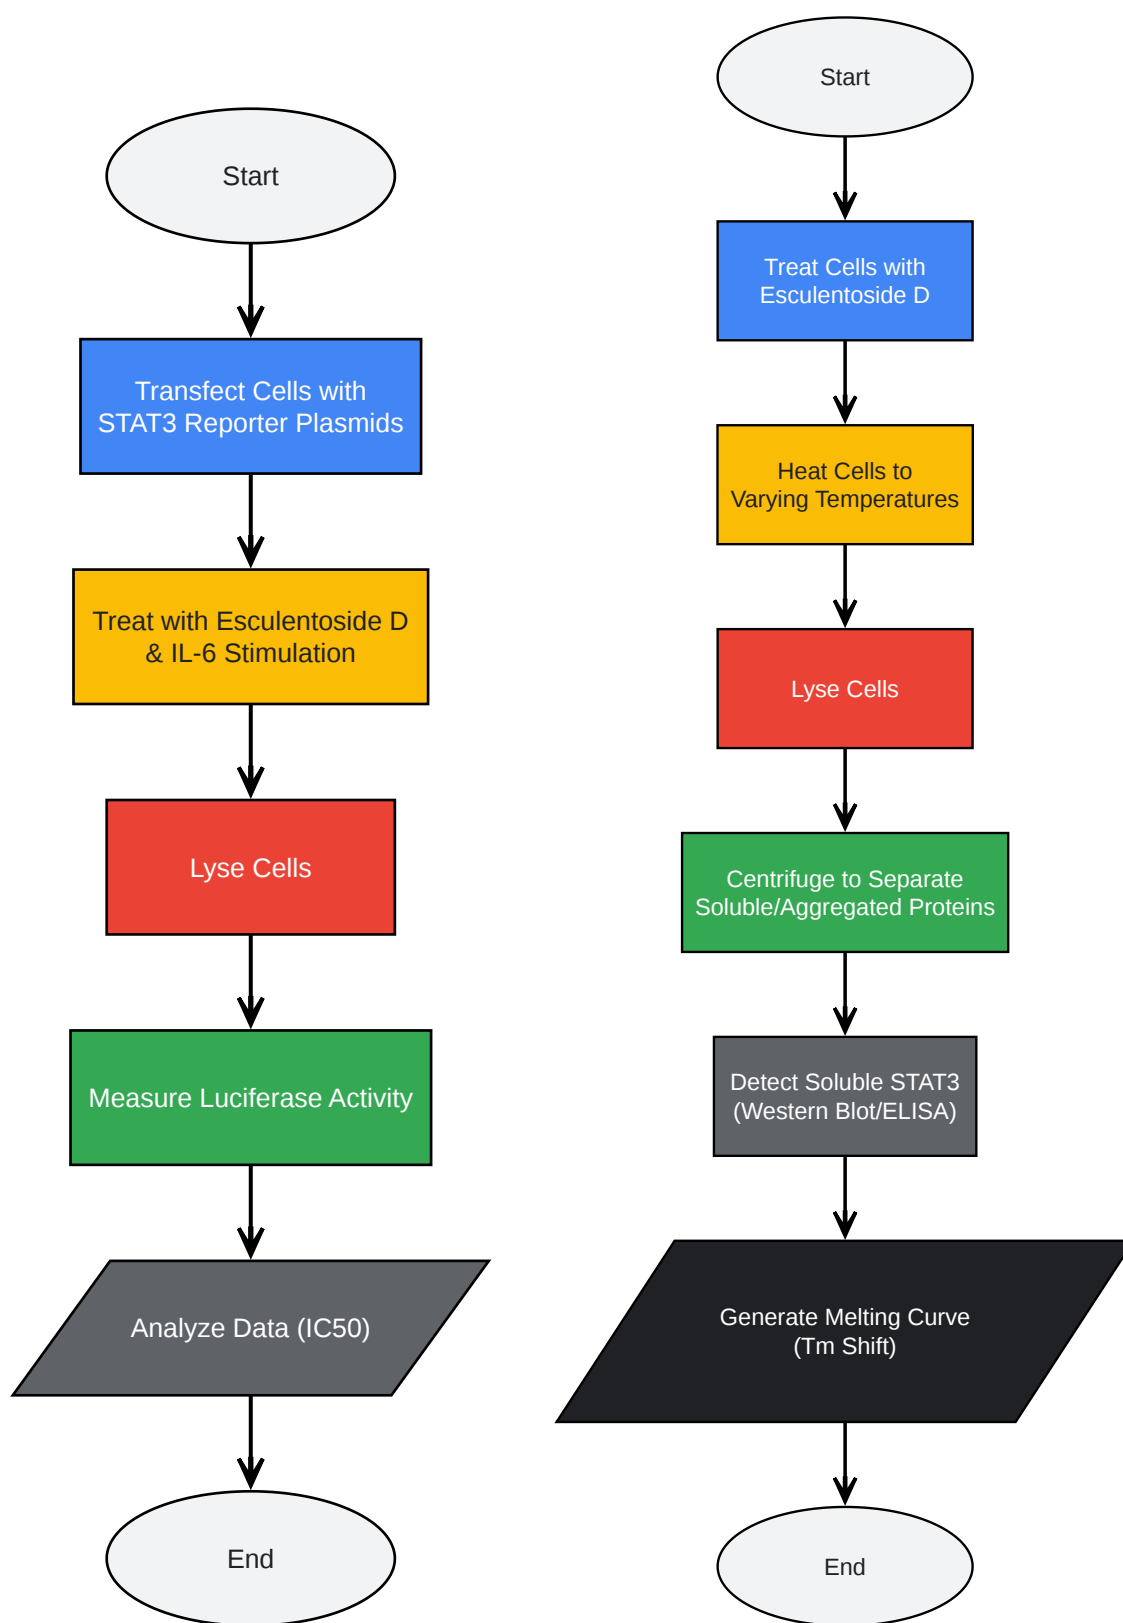 Start
Transfect Cells with
STAT3 Reporter Plasmids
Treat with Esculentoside D
& IL-6 Stimulation
Lyse Cells
Measure Luciferase Activity
Analyze Data (IC50)
End
Start
Treat Cells with
Esculentoside D
Heat Cells to
Varying Temperatures
Lyse Cells
Centrifuge to Separate
Soluble/Aggregated Proteins
Detect Soluble STAT3
(Western Blot/ELISA)
Generate Melting Curve
(Tm Shift)
End